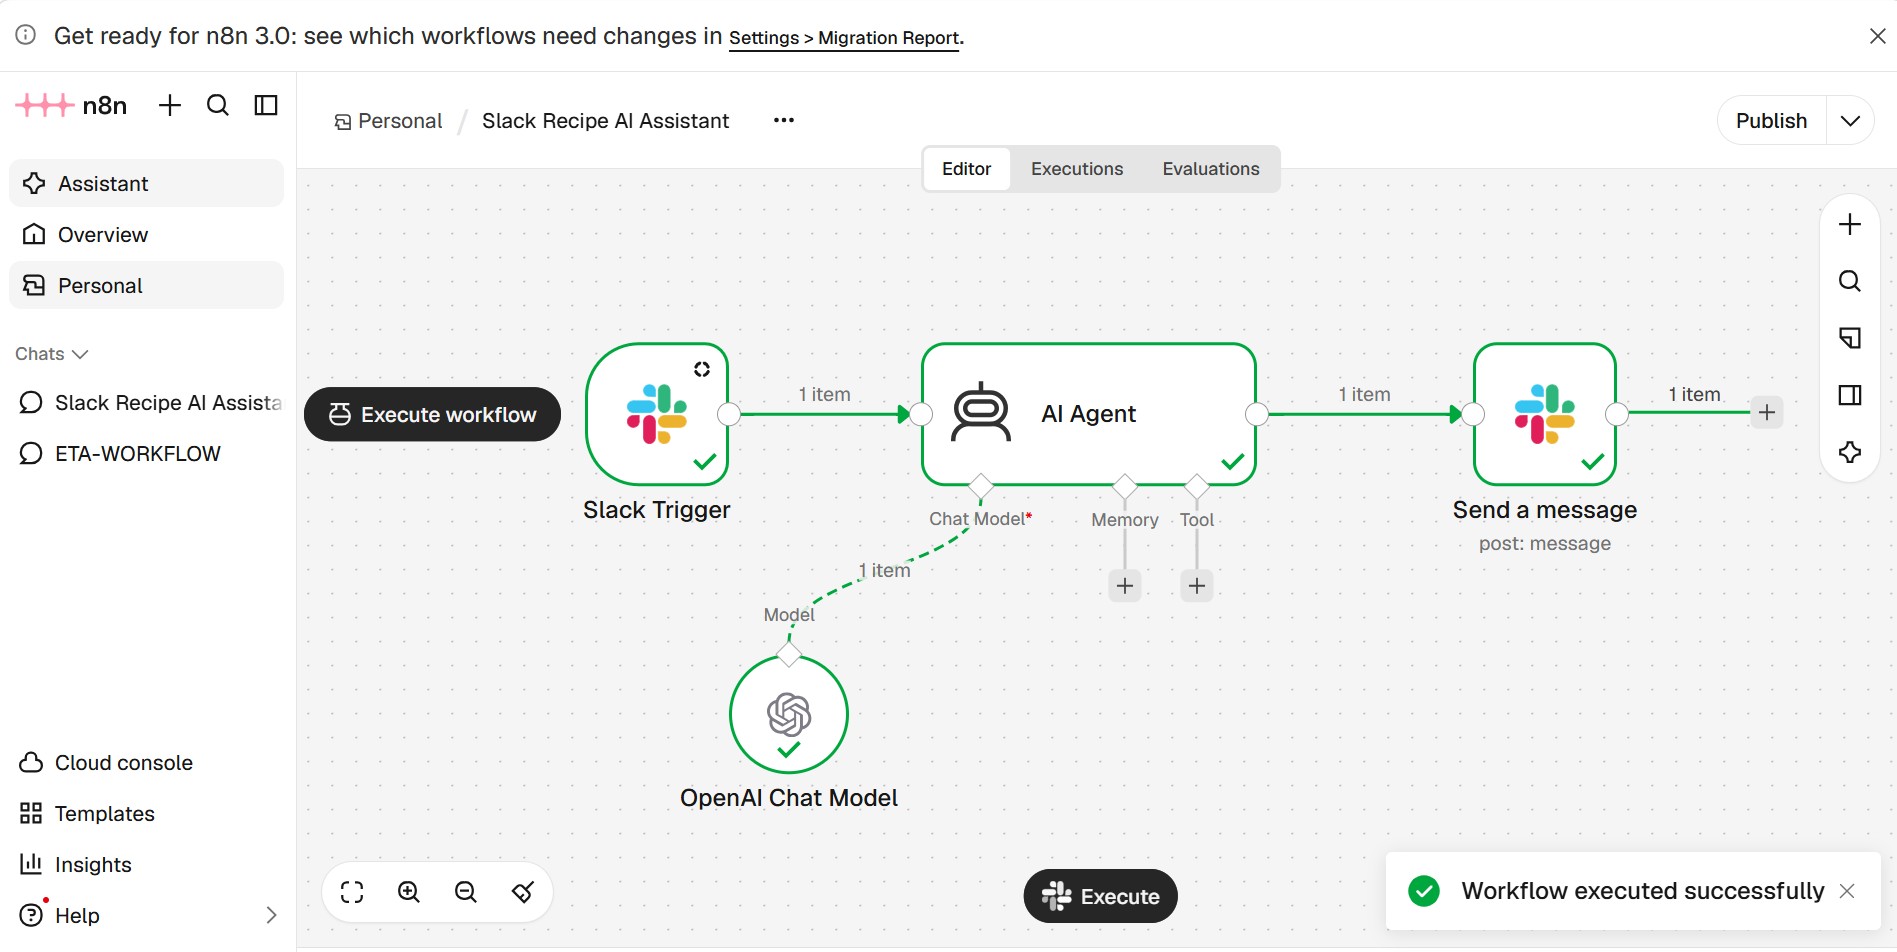 Get ready for n8n 3.0: see which workflows need changes in Settings > Migration Report.
n8n
Assistant
Overview
Personal
Chats
Slack Recipe AI Assista
ETA-WORKFLOW
Cloud console
Templates
Insights
Help
Personal / Slack Recipe AI Assistant
Publish
Editor Executions Evaluations
Execute workflow
Slack Trigger
1 item
AI Agent
Chat Model*
Memory
Tool
1 item
Model
OpenAI Chat Model
1 item
Send a message
post: message
1 item
Execute
Workflow executed successfully